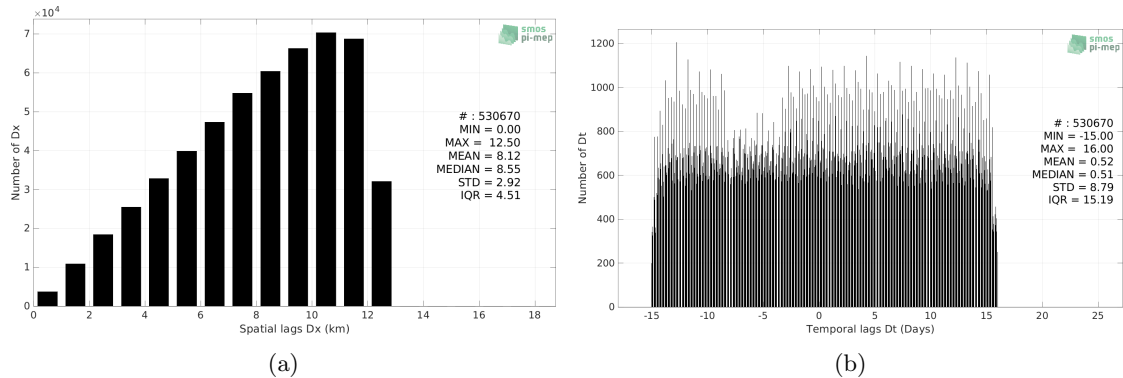 ×10⁴
7
6
5
4
3
2
1
0
Number of Dx
0 2 4 6 8 10 12 14 16 18
Spatial lags Dx (km)
smos
pi-mep
# : 530670
MIN = 0.00
MAX = 12.50
MEAN = 8.12
MEDIAN = 8.55
STD = 2.92
IQR = 4.51
(a)
1200
1000
800
600
400
200
0
Number of Dt
-15 -10 -5 0 5 10 15 20 25
Temporal lags Dt (Days)
smos
pi-mep
# : 530670
MIN = -15.00
MAX = 16.00
MEAN = 0.52
MEDIAN = 0.51
STD = 8.79
IQR = 15.19
(b)